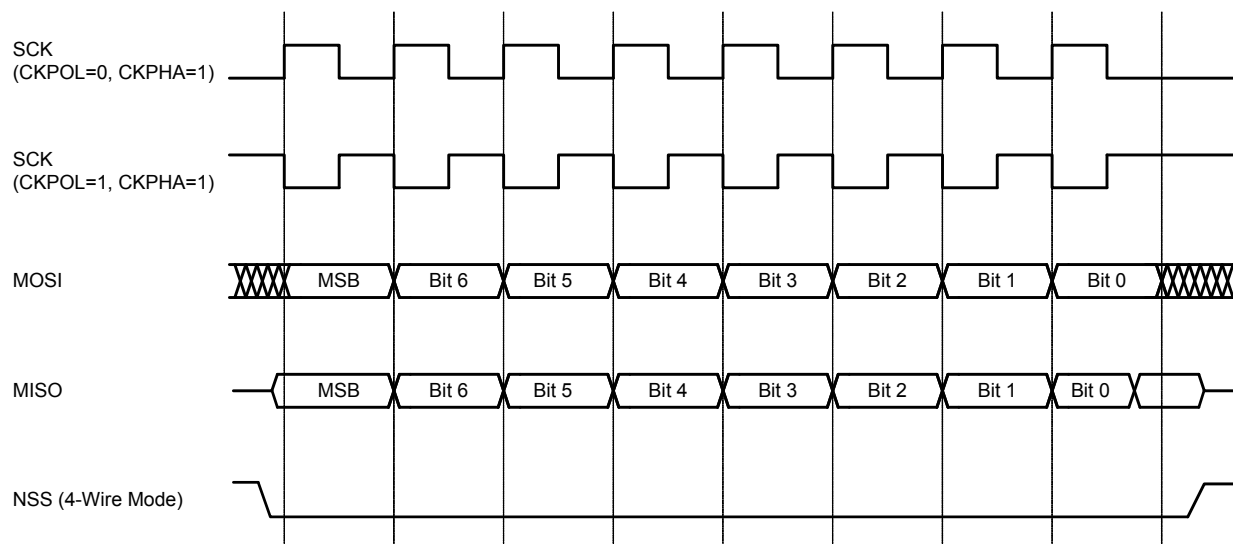 SCK
(CKPOL=0, CKPHA=1)
SCK
(CKPOL=1, CKPHA=1)
MOSI
MSB Bit 6 Bit 5 Bit 4 Bit 3 Bit 2 Bit 1 Bit 0
MISO
MSB Bit 6 Bit 5 Bit 4 Bit 3 Bit 2 Bit 1 Bit 0
NSS (4-Wire Mode)